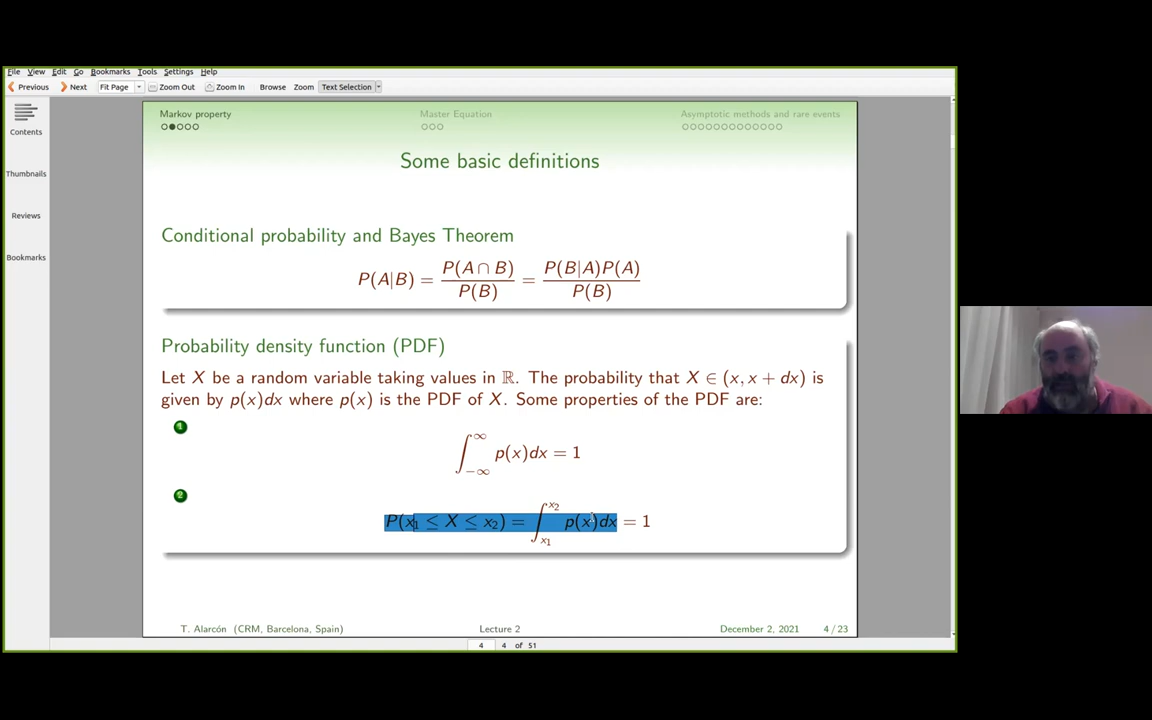 File View Edit Go Bookmarks Tools Settings Help
Previous Next Fit Page Zoom Out Zoom In Browse Zoom Text Selection
Contents
Thumbnails
Reviews
Bookmarks
Markov property Master Equation Asymptotic methods and rare events
Some basic definitions
Conditional probability and Bayes Theorem
P(A|B) = P(A ∩ B)/P(B) = P(B|A)P(A)/P(B)
Probability density function (PDF)
Let X be a random variable taking values in ℝ. The probability that X ∈ (x, x + dx) is
given by p(x)dx where p(x) is the PDF of X. Some properties of the PDF are:
1
∫_{-∞}^{∞} p(x)dx = 1
2
P(x₁ ≤ X ≤ x₂) = ∫_{x₁}^{x₂} p(x)dx = 1
T. Alarcón (CRM, Barcelona, Spain) Lecture 2 December 2, 2021 4 / 23
4 4 of 51